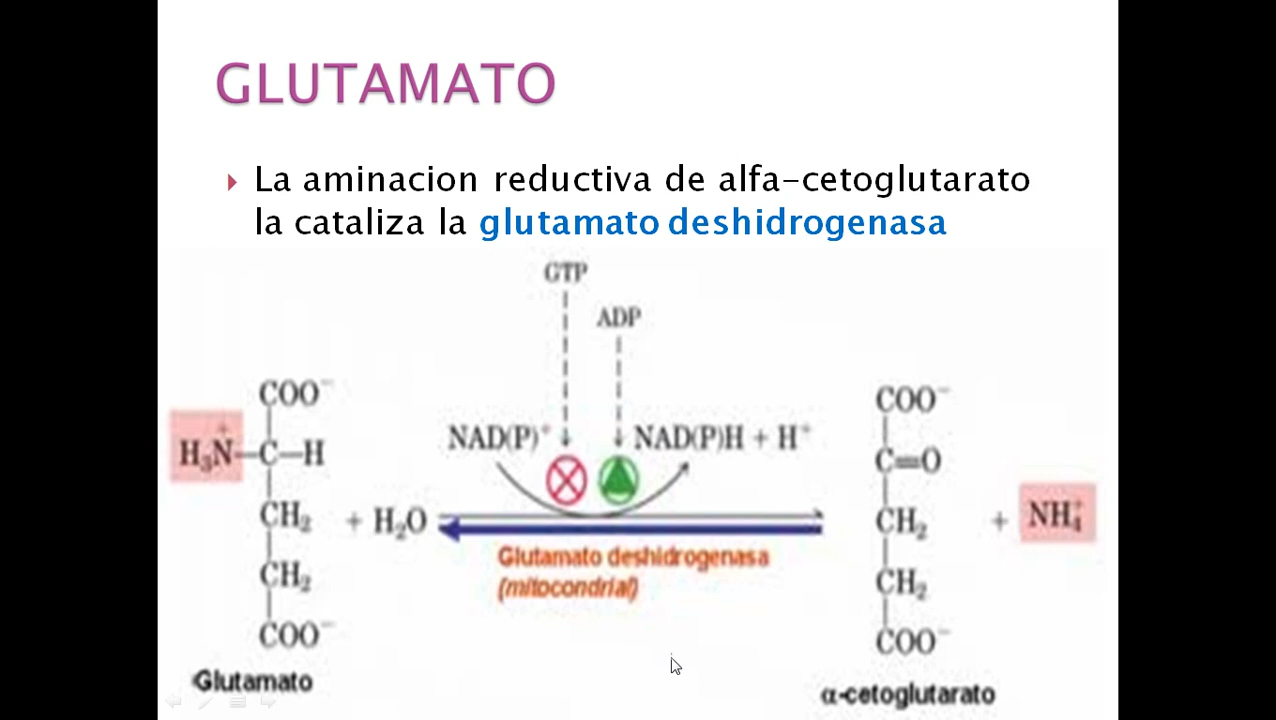 GLUTAMATO
La aminacion reductiva de alfa-cetoglutarato
la cataliza la glutamato deshidrogenasa
GTP
ADP
COO⁻
H₃N⁺–C–H
CH₂
CH₂
COO⁻
Glutamato
+ H₂O
NAD(P)⁺
NAD(P)H + H⁺
Glutamato deshidrogenasa
(mitocondrial)
COO⁻
C=O
CH₂
CH₂
COO⁻
α-cetoglutarato
+ NH₄⁺